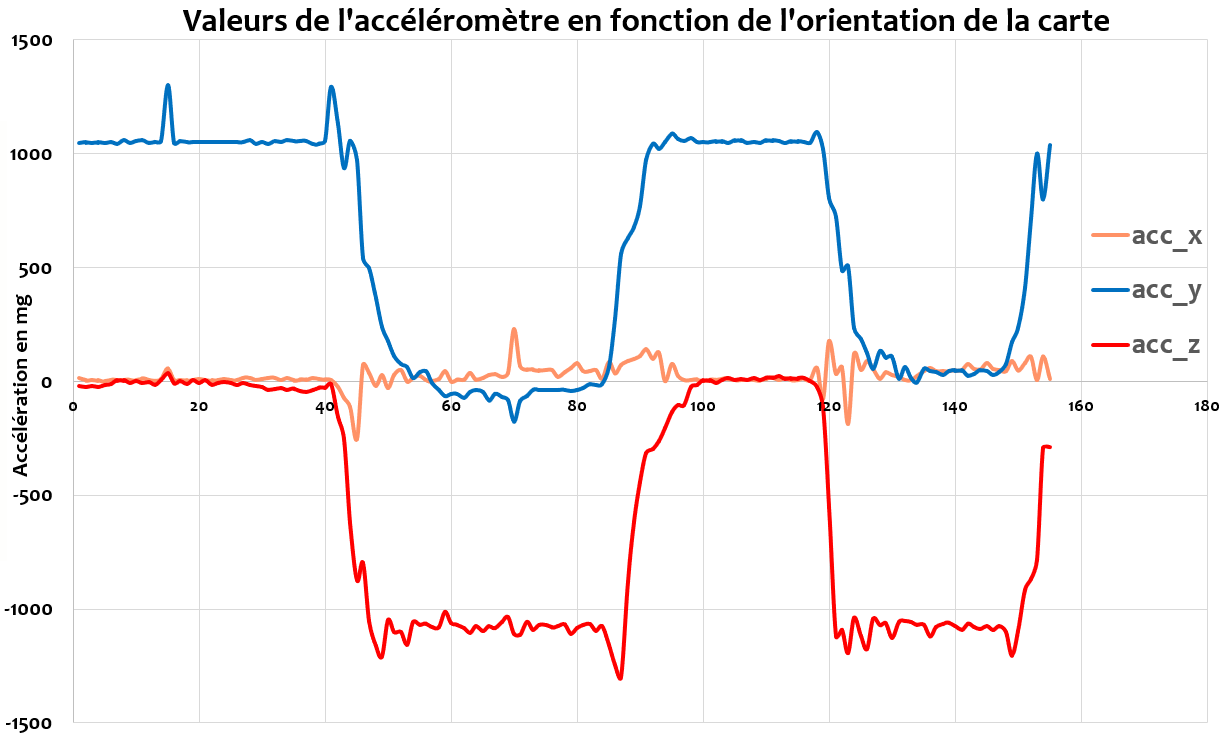 Valeurs de l'accéléromètre en fonction de l'orientation de la carte
1500
1000
500
0
-500
-1000
-1500
Accélération en mg
0 20 40 60 80 100 120 140 160 180
acc_x
acc_y
acc_z